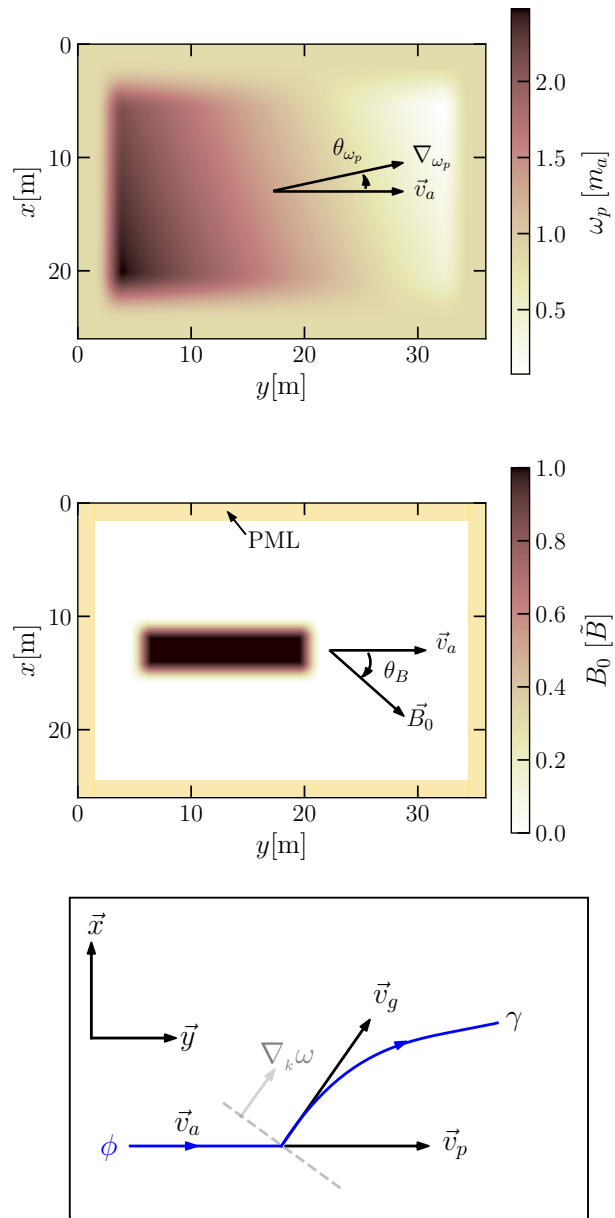 0
10
20
x[m]
0
10
20
30
y[m]
θ_{ω_p}
∇_{ω_p}
v⃗_a
2.0
1.5
1.0
0.5
ω_p [m_a]
0
10
20
x[m]
0
10
20
30
y[m]
PML
v⃗_a
θ_B
B⃗_0
1.0
0.8
0.6
0.4
0.2
0.0
B_0 [B̃]
x⃗
y⃗
∇_k ω
v⃗_g
γ
ϕ
v⃗_a
v⃗_p